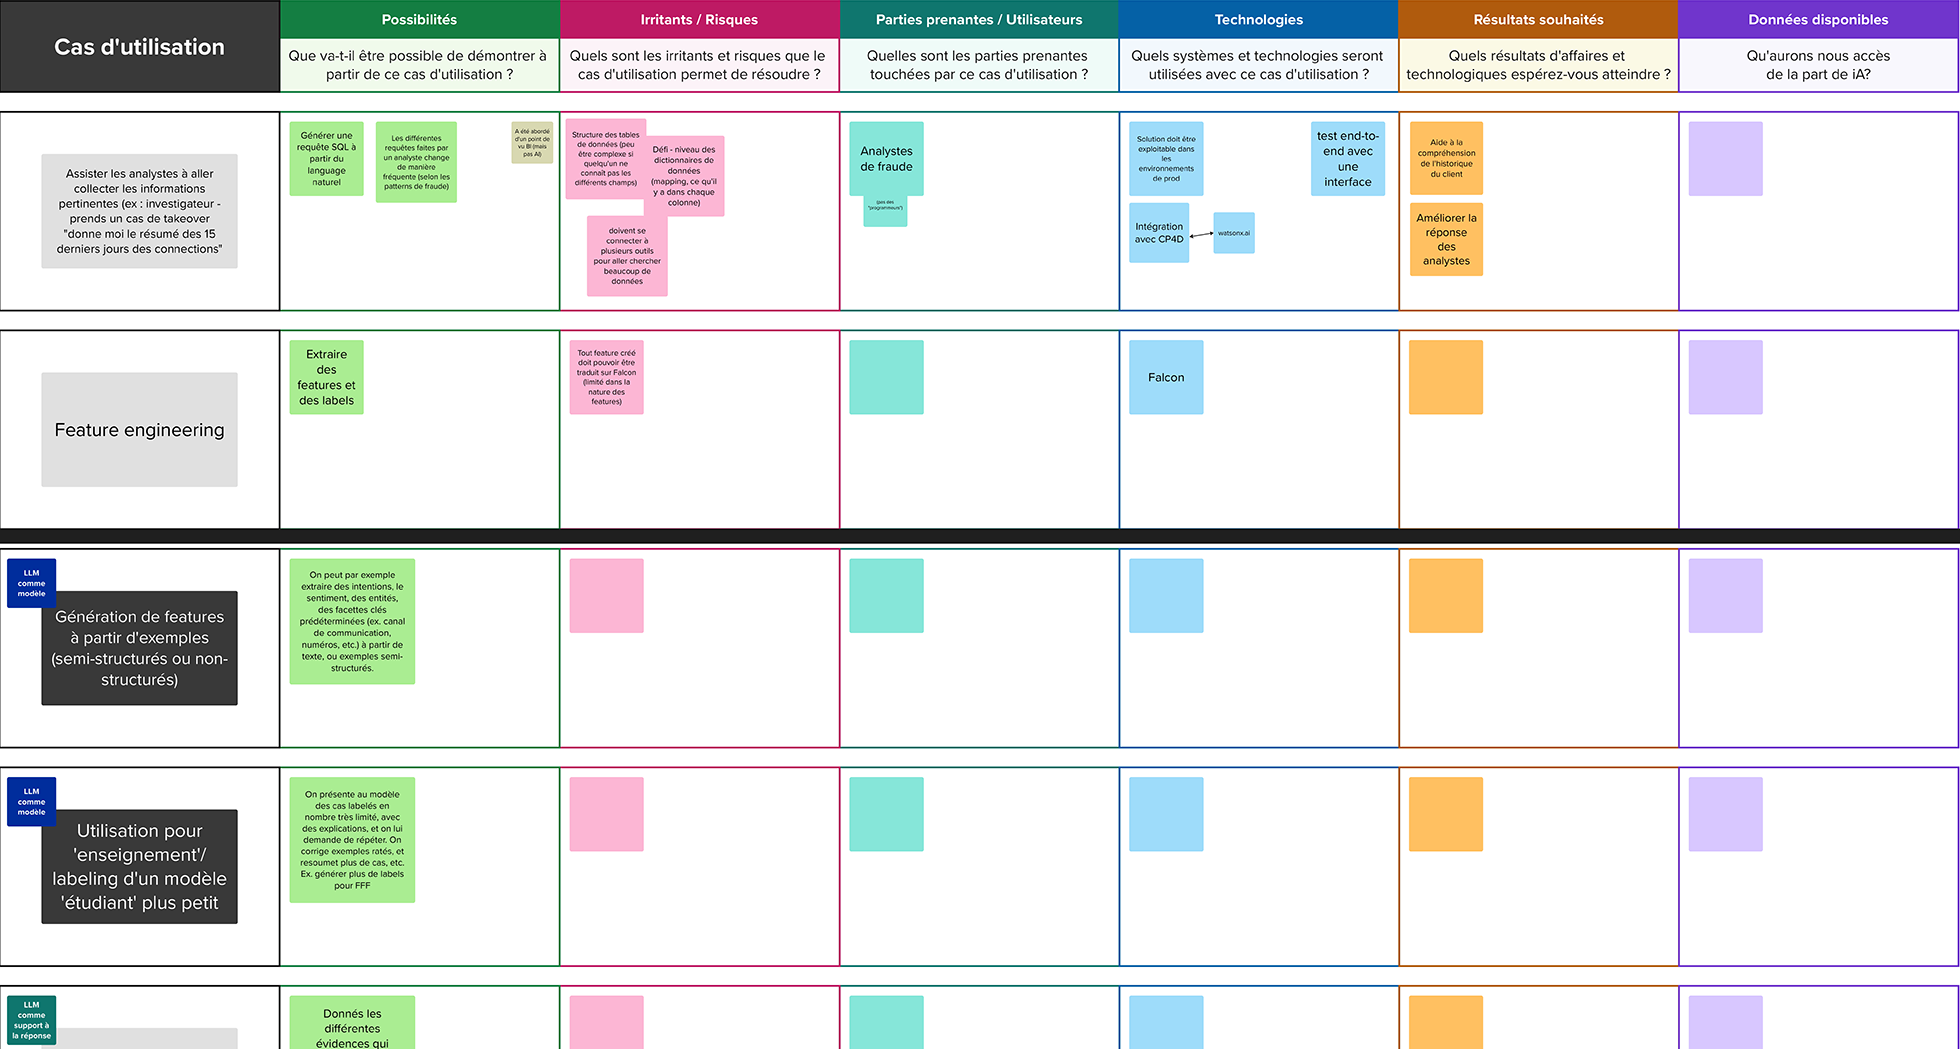 Cas d'utilisation
Possibilités
Que va-t-il être possible de démontrer à
partir de ce cas d'utilisation ?
Irritants / Risques
Quels sont les irritants et risques que le
cas d'utilisation permet de résoudre ?
Parties prenantes / Utilisateurs
Quelles sont les parties prenantes
touchées par ce cas d'utilisation ?
Technologies
Quels systèmes et technologies seront
utilisées avec ce cas d'utilisation ?
Résultats souhaités
Quels résultats d'affaires et
technologiques espérez-vous atteindre ?
Données disponibles
Qu'aurons nous accès
de la part de iA?
Assister les analystes à aller
collecter les informations
pertinentes (ex : investigateur -
prends un cas de takeover
"donne moi le résumé des 15
derniers jours des connections"
Générer une
requête SQL à
partir du
language
naturel
Les différentes
requêtes faites par
un analyste change
de manière
fréquente (selon les
patterns de fraude)
A été abordé
d'un point de
vu BI (mais
pas AI)
Structure des tables
de données (peu
être complexe si
quelqu'un ne
connaît pas les
différents champs)
Défi - niveau des
dictionnaires de
données
(mapping, ce qu'il
y a dans chaque
colonne)
doivent se
connecter à
plusieurs outils
pour aller chercher
beaucoup de
données
Analystes
de fraude
(pas des
"programmeurs")
Solution doit être
exploitable dans
les
environnements
de prod
test end-to-
end avec
une
interface
Intégration
avec CP4D
watsonx.ai
Aide à la
compréhension
de l'historique
du client
Améliorer la
réponse
des
analystes
Feature engineering
Extraire
des
features et
des labels
Tout feature créé
doit pouvoir être
traduit sur Falcon
(limité dans la
nature des
features)
Falcon
LLM
comme
modèle
Génération de features
à partir d'exemples
(semi-structurés ou non-
structurés)
On peut par exemple
extraire des intentions, le
sentiment, des entités,
des facettes clés
prédéterminées (ex. canal
de communication,
numéros, etc.) à partir de
texte, ou exemples semi-
structurés.
LLM
comme
modèle
Utilisation pour
'enseignement'/
labeling d'un modèle
'étudiant' plus petit
On présente au modèle
des cas labelés en
nombre très limité, avec
des explications, et on lui
demande de répéter. On
corrige exemples ratés, et
resoumet plus de cas, etc.
Ex. générer plus de labels
pour FFF
LLM
comme
support à
la réponse
Donnés les
différentes
évidences qui